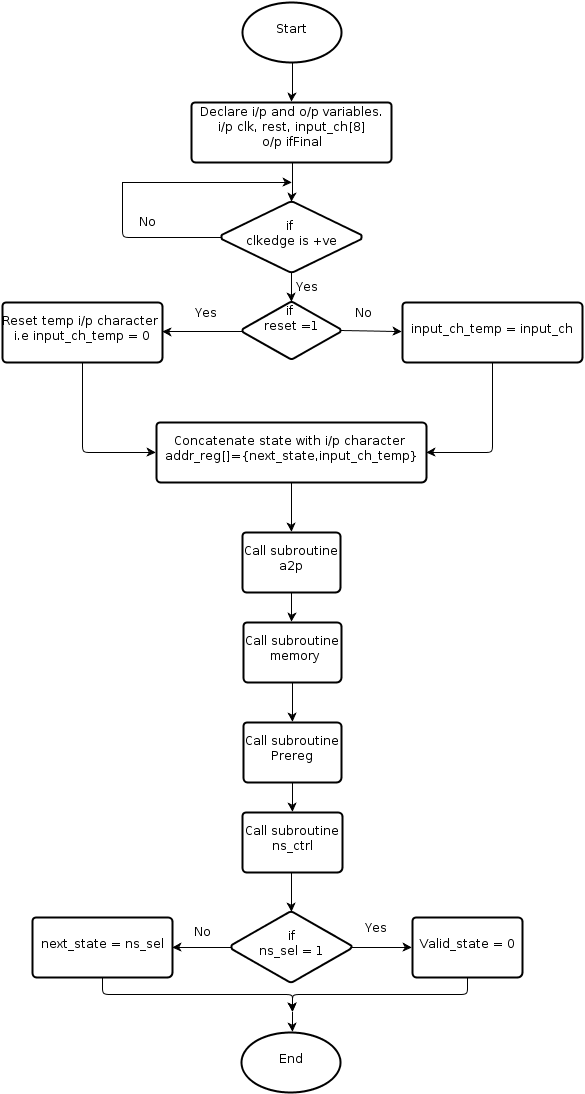 Start
Declare i/p and o/p variables.
i/p clk, rest, input_ch[8]
o/p ifFinal
if
clkedge is +ve
No
Yes
if
reset =1
Yes
No
Reset temp i/p character
i.e input_ch_temp = 0
input_ch_temp = input_ch
Concatenate state with i/p character
addr_reg[]={next_state,input_ch_temp}
Call subroutine
a2p
Call subroutine
memory
Call subroutine
Prereg
Call subroutine
ns_ctrl
if
ns_sel = 1
No
Yes
next_state = ns_sel
Valid_state = 0
End